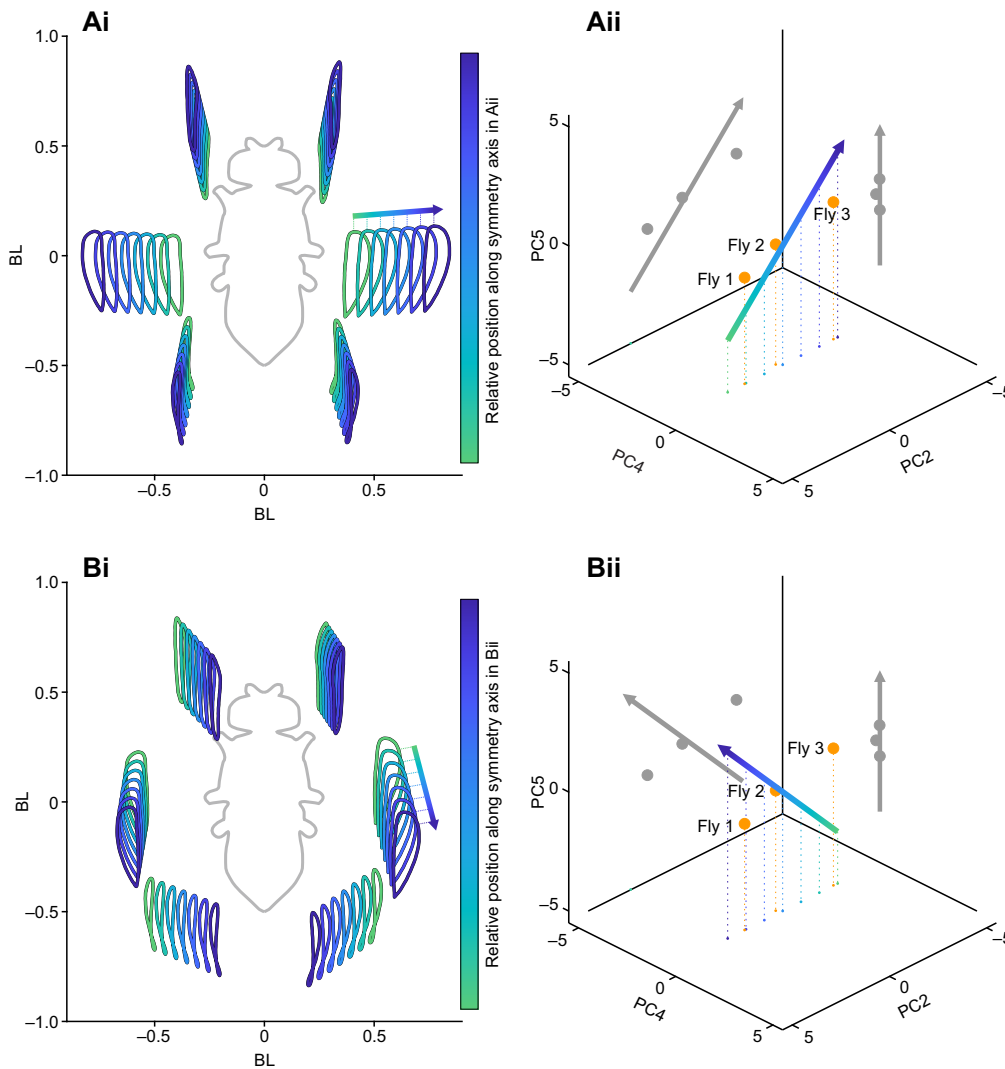 Ai
1.0
0.5
0
−0.5
−1.0
BL
−0.5
0
0.5
BL
Relative position along symmetry axis in Aii
Aii
5
0
−5
PC5
Fly 3
Fly 2
Fly 1
−5
0
5
PC4
5
0
−5
PC2
Bi
1.0
0.5
0
−0.5
−1.0
BL
−0.5
0
0.5
BL
Relative position along symmetry axis in Bii
Bii
5
0
−5
PC5
Fly 3
Fly 2
Fly 1
−5
0
5
PC4
5
0
−5
PC2